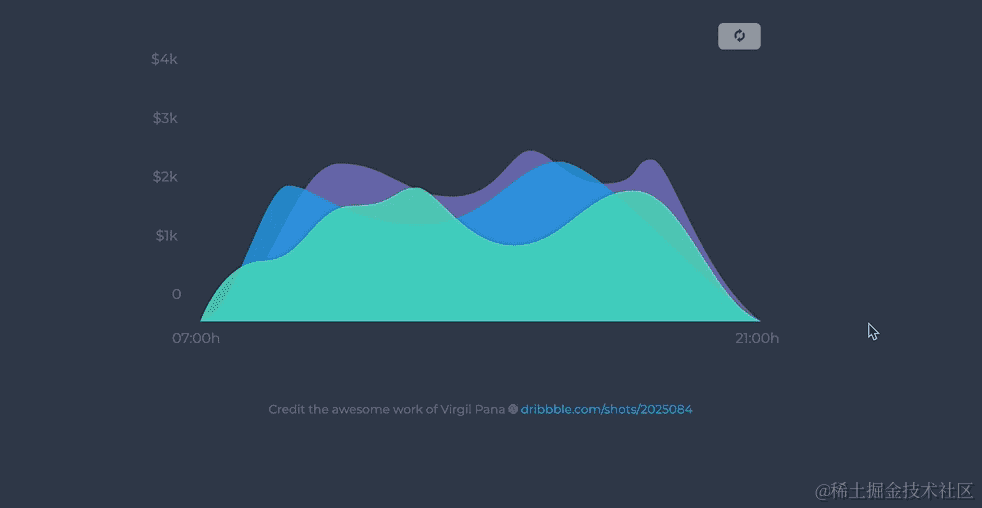 $4k
$3k
$2k
$1k
0
07:00h 21:00h
Credit the awesome work of Virgil Pana dribbble.com/shots/2025084
@稀土掘金技术社区